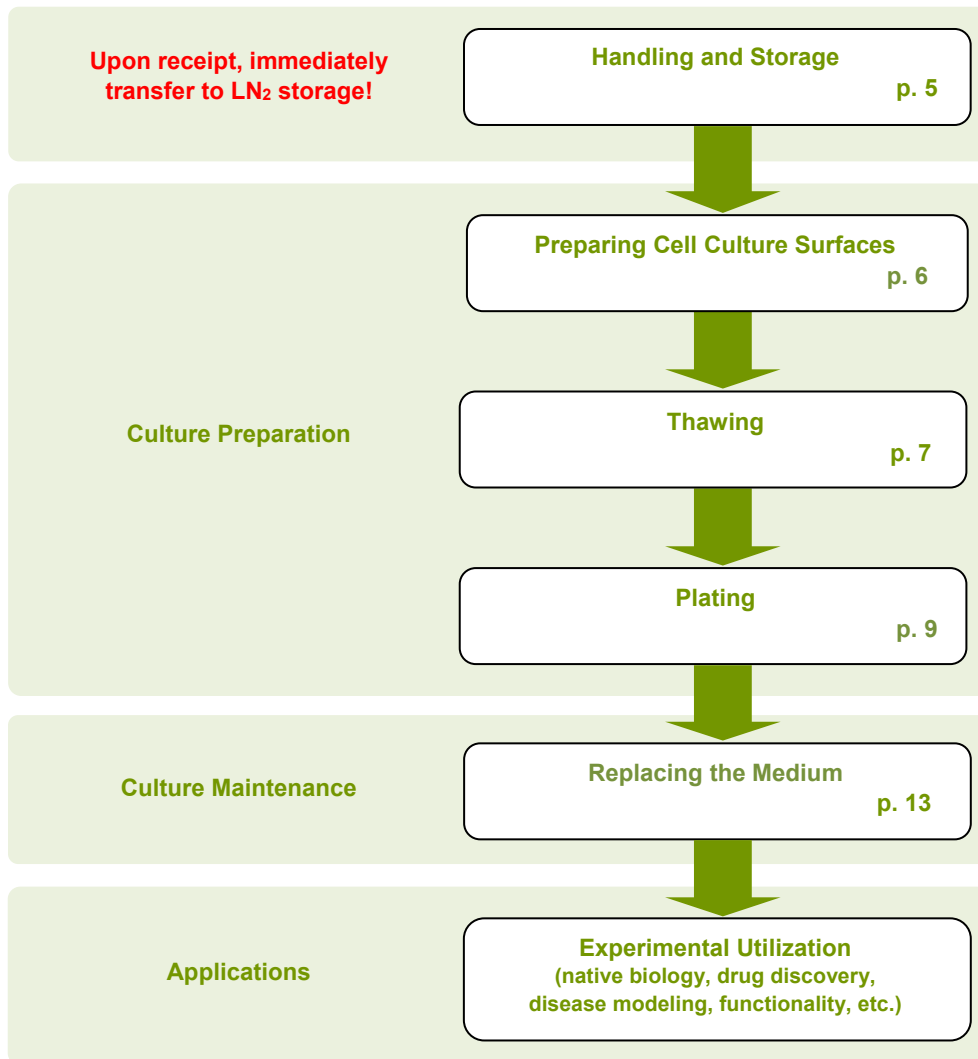 Upon receipt, immediately
transfer to LN₂ storage!
Handling and Storage
p. 5
Culture Preparation
Preparing Cell Culture Surfaces
p. 6
Thawing
p. 7
Plating
p. 9
Culture Maintenance
Replacing the Medium
p. 13
Applications
Experimental Utilization
(native biology, drug discovery,
disease modeling, functionality, etc.)